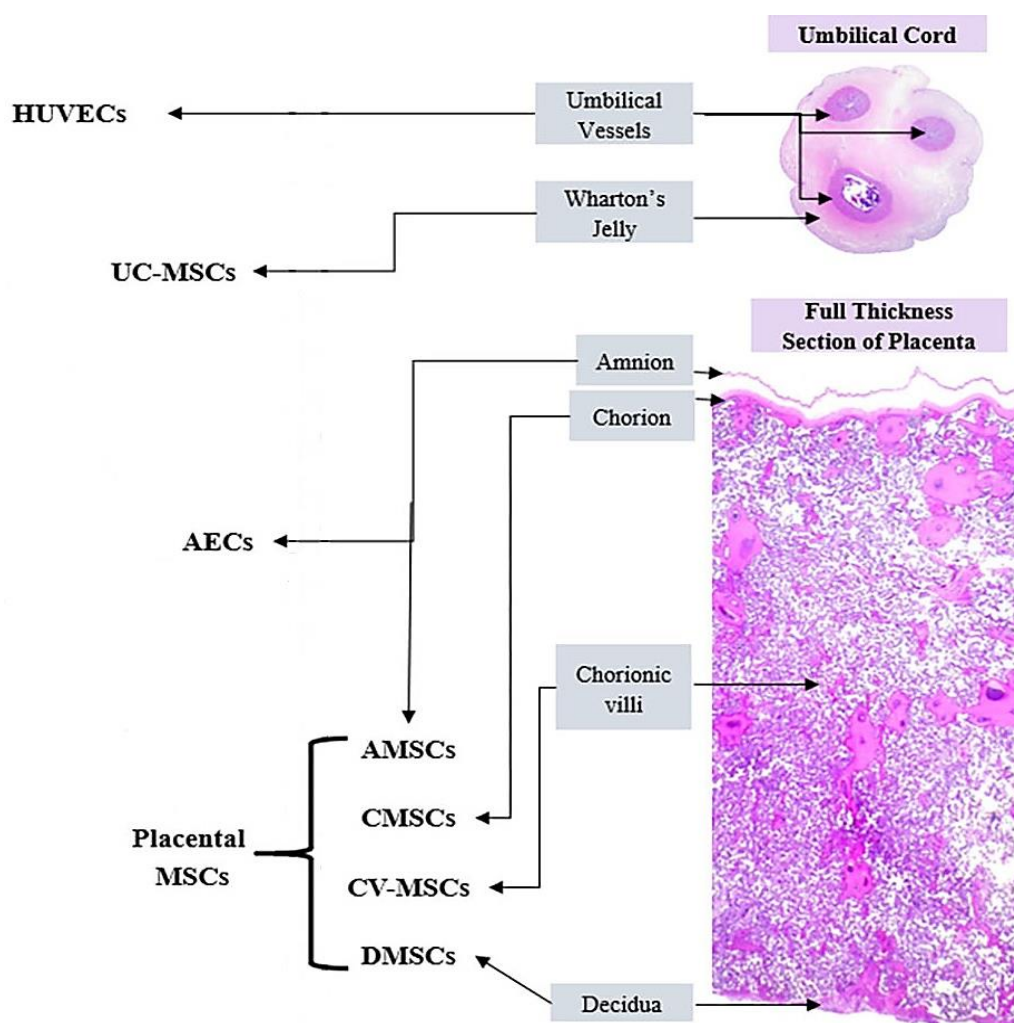 Umbilical Cord
HUVECs
Umbilical
Vessels
Wharton's
Jelly
UC-MSCs
Full Thickness
Section of Placenta
Amnion
Chorion
AECs
Chorionic
villi
AMSCs
CMSCs
Placental
MSCs
CV-MSCs
DMSCs
Decidua